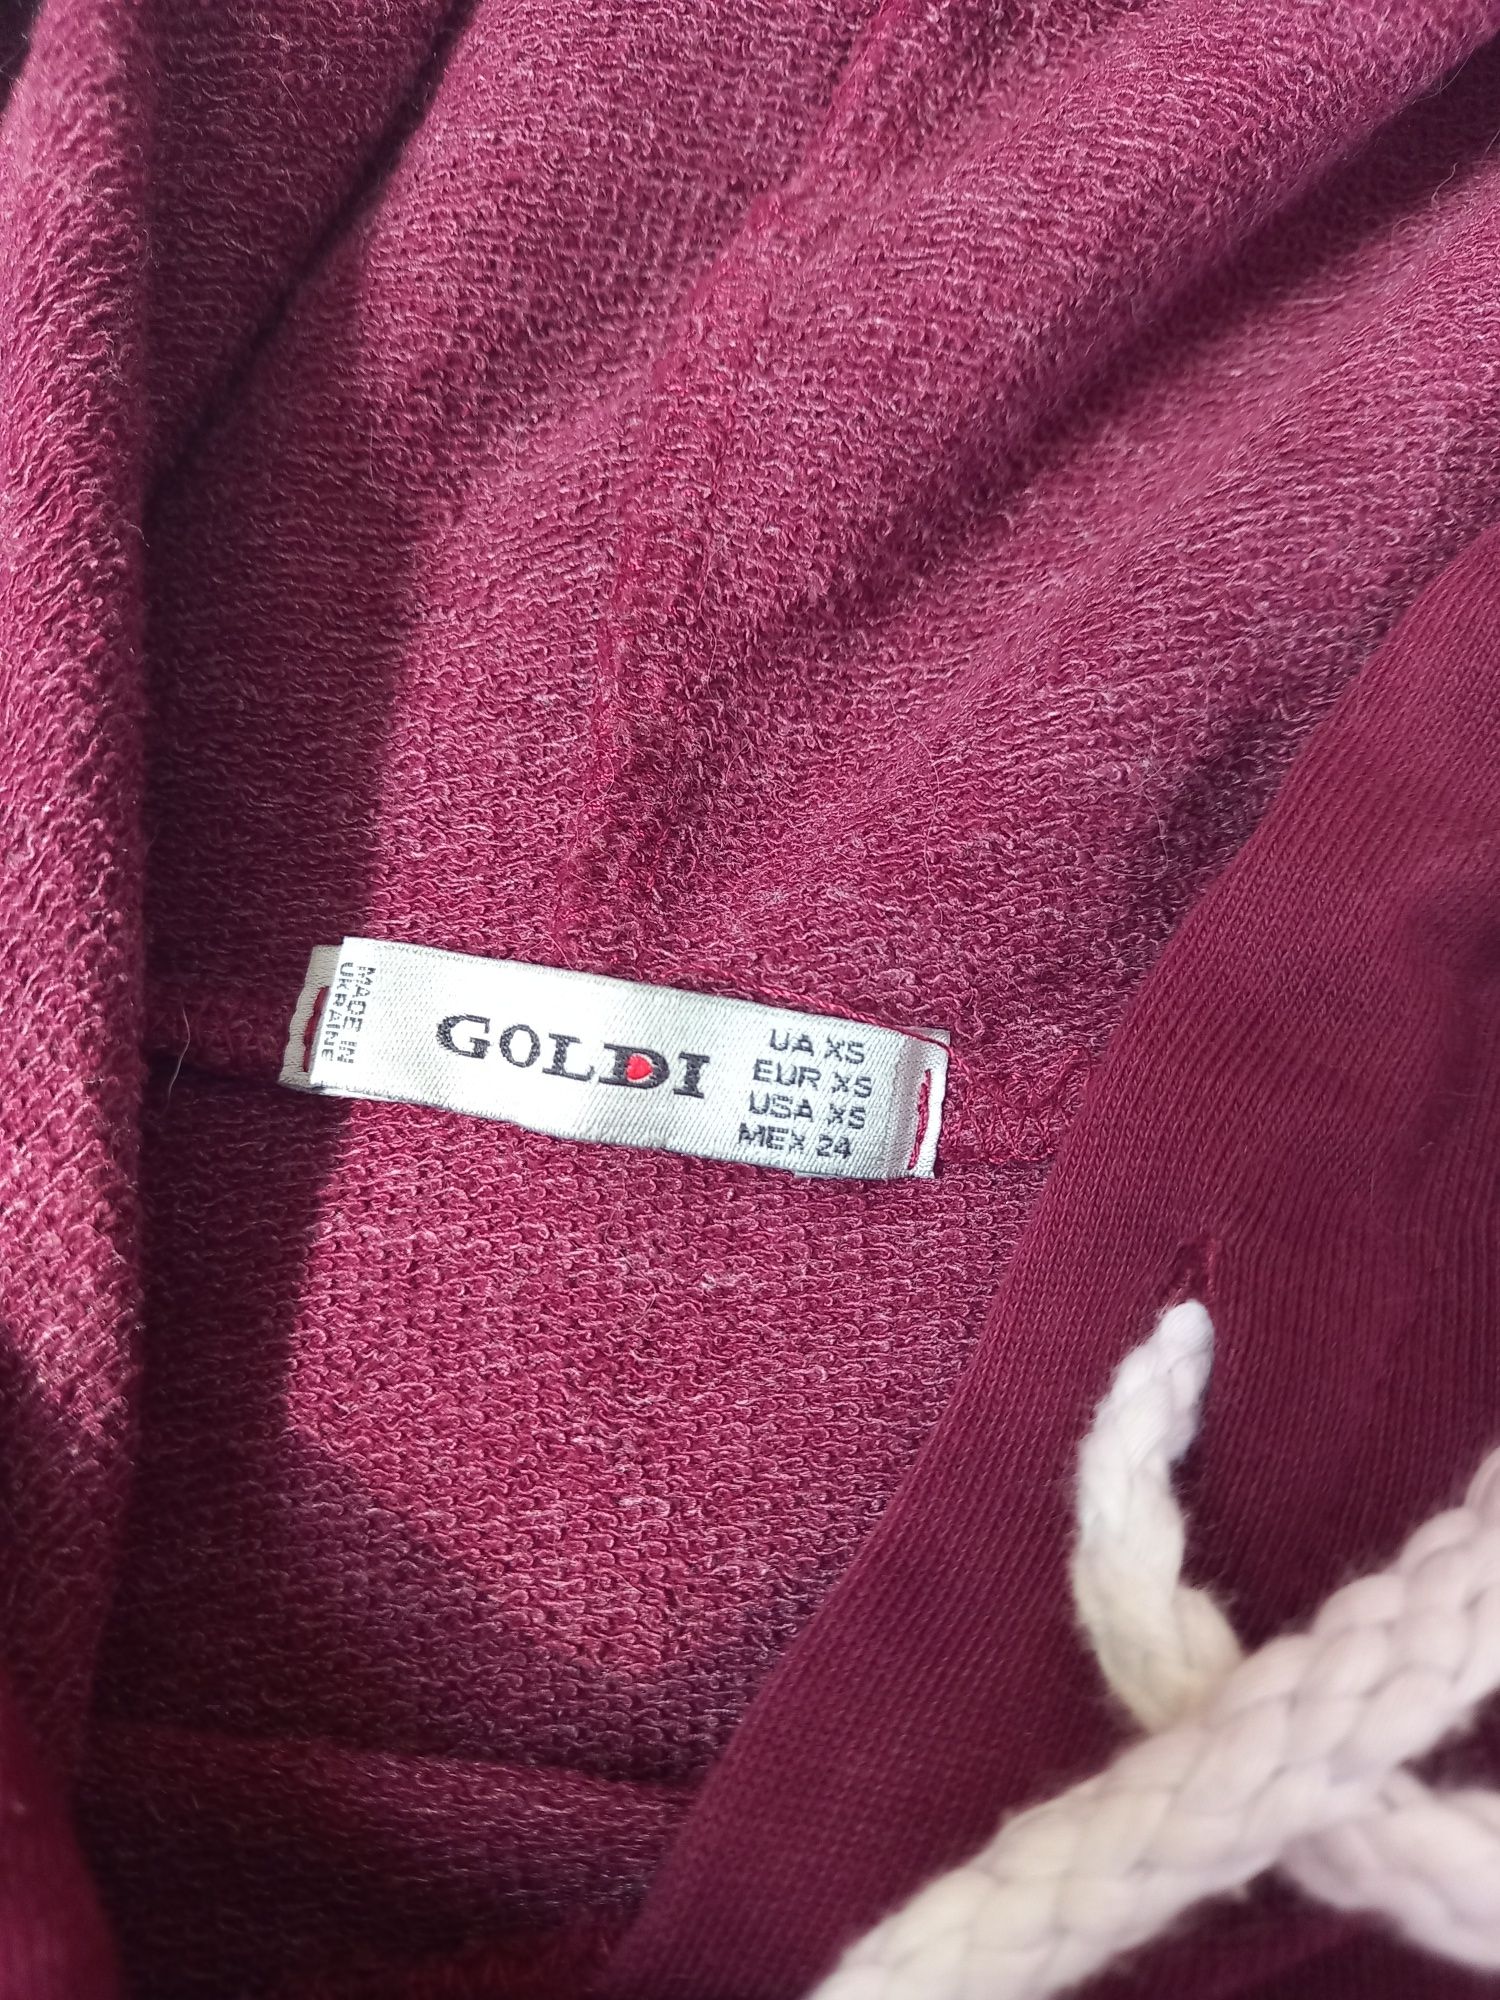 MADE IN
UKRAINE
GOLDI
UA XS
EUR XS
USA XS
MEX 24